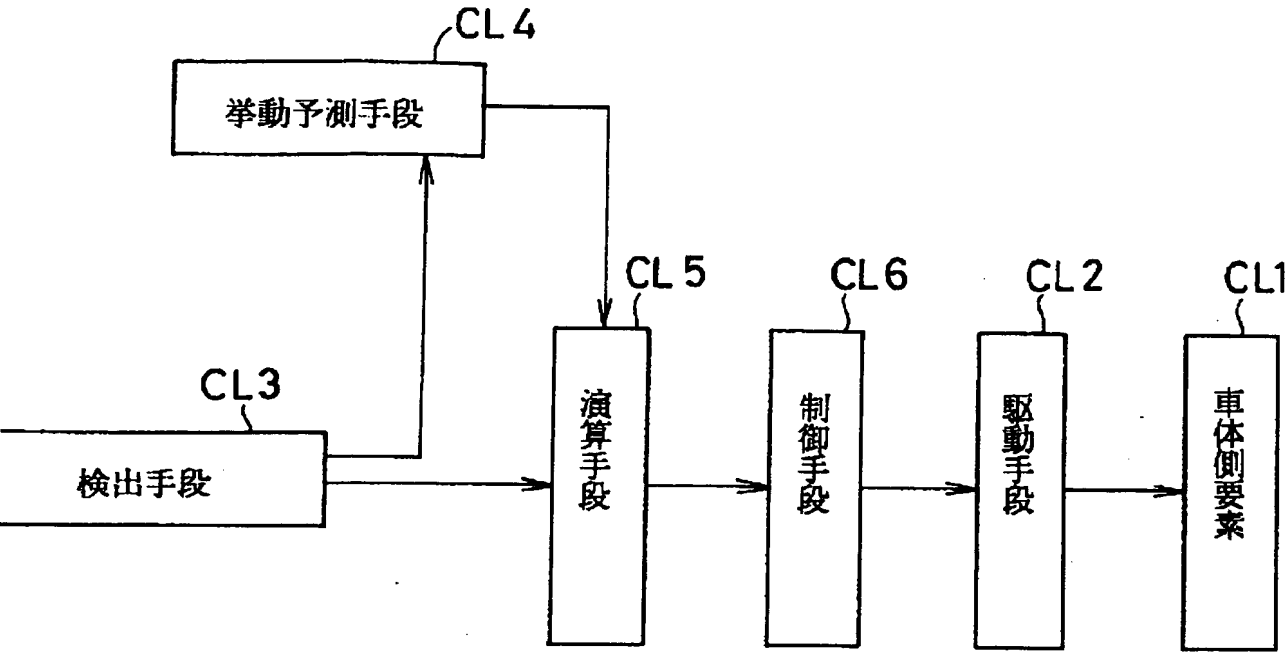 CL4
挙動予測手段
CL5
CL6
CL2
CL1
CL3
検出手段
演算手段
制御手段
駆動手段
車体側要素